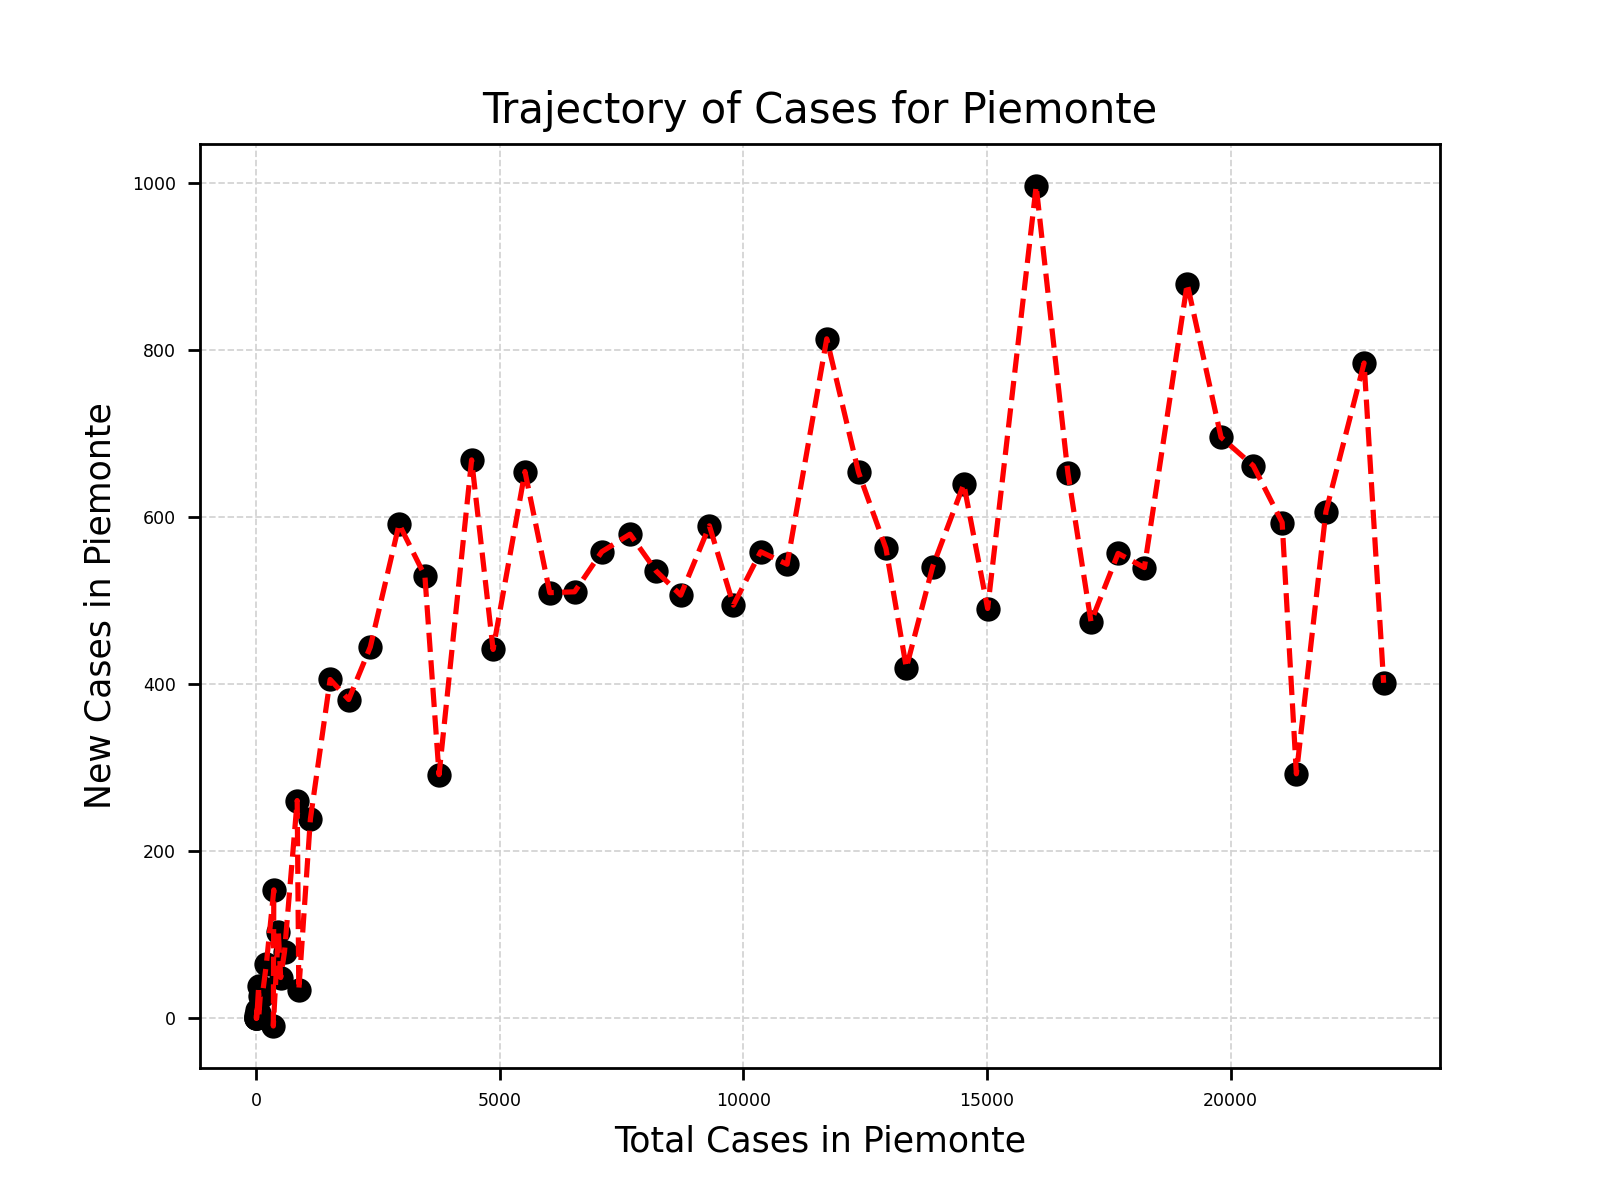 Trajectory of Cases for Piemonte
New Cases in Piemonte
1000
800
600
400
200
0
0 5000 10000 15000 20000
Total Cases in Piemonte